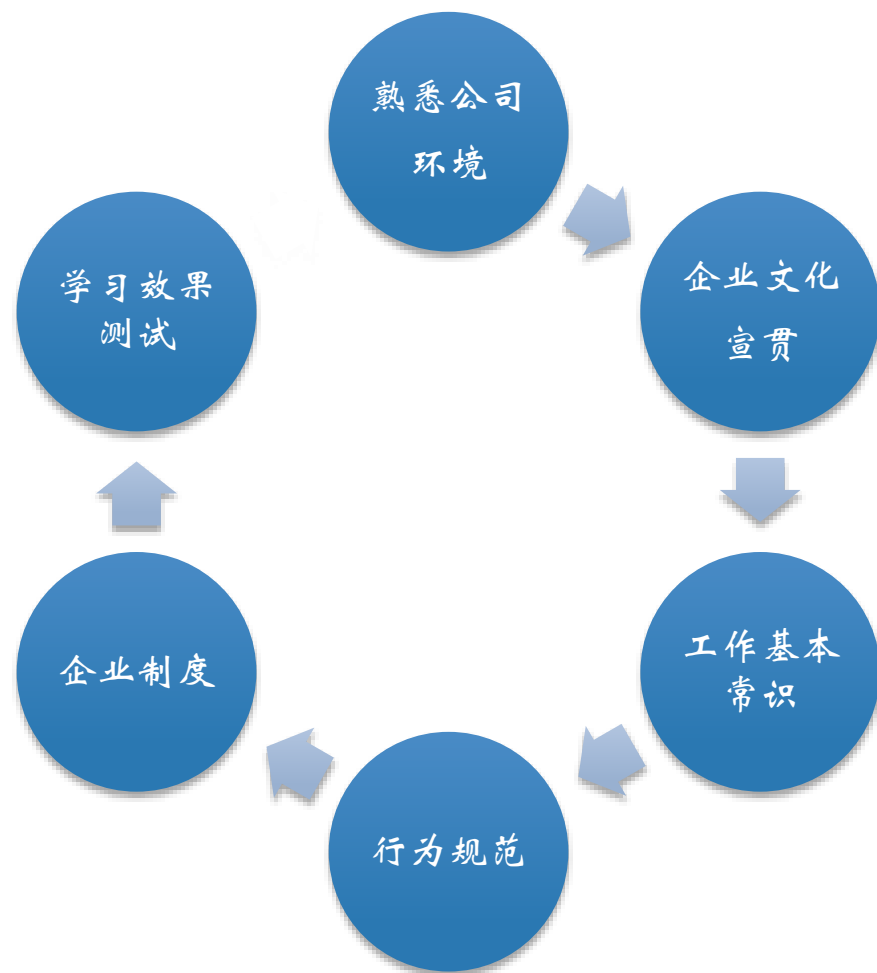 熟悉公司
环境
企业文化
宣贯
工作基本
常识
行为规范
企业制度
学习效果
测试